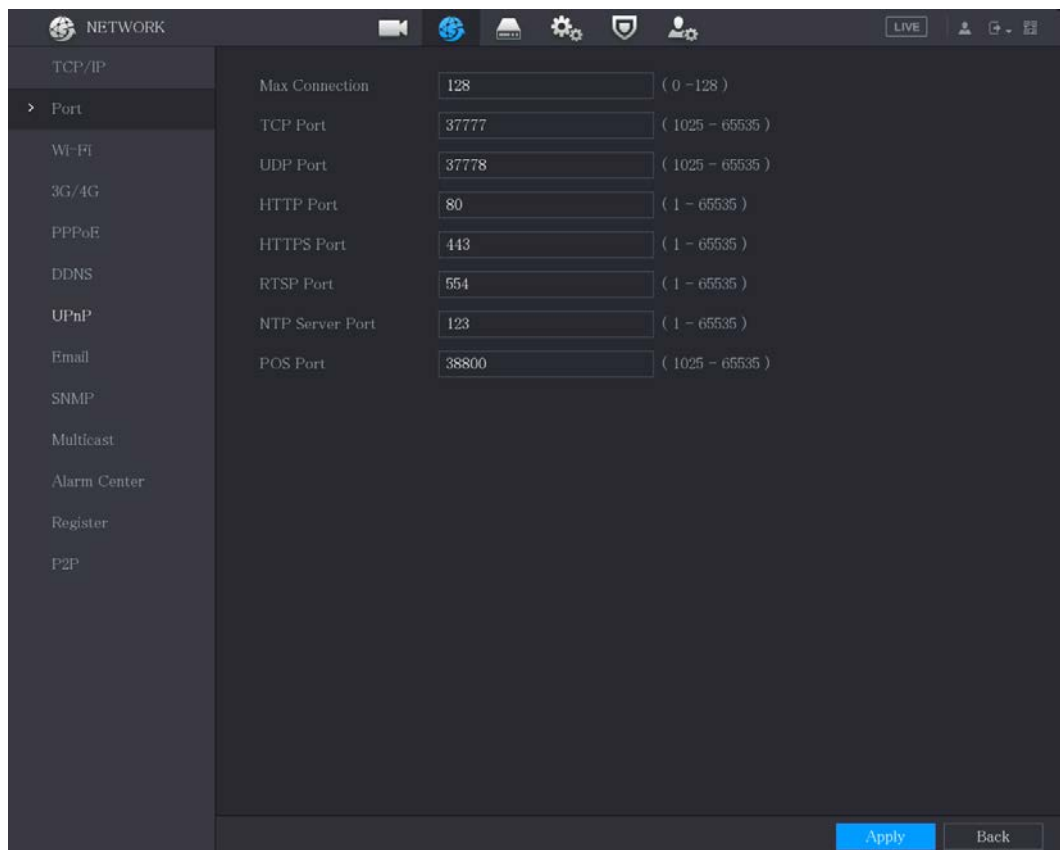 NETWORK
LIVE
TCP/IP
Port
Wi-Fi
3G/4G
PPPoE
DDNS
UPnP
Email
SNMP
Multicast
Alarm Center
Register
P2P
Max Connection 128 ( 0 -128 )
TCP Port 37777 ( 1025 - 65535 )
UDP Port 37778 ( 1025 - 65535 )
HTTP Port 80 ( 1 - 65535 )
HTTPS Port 443 ( 1 - 65535 )
RTSP Port 554 ( 1 - 65535 )
NTP Server Port 123 ( 1 - 65535 )
POS Port 38800 ( 1025 - 65535 )
Apply Back